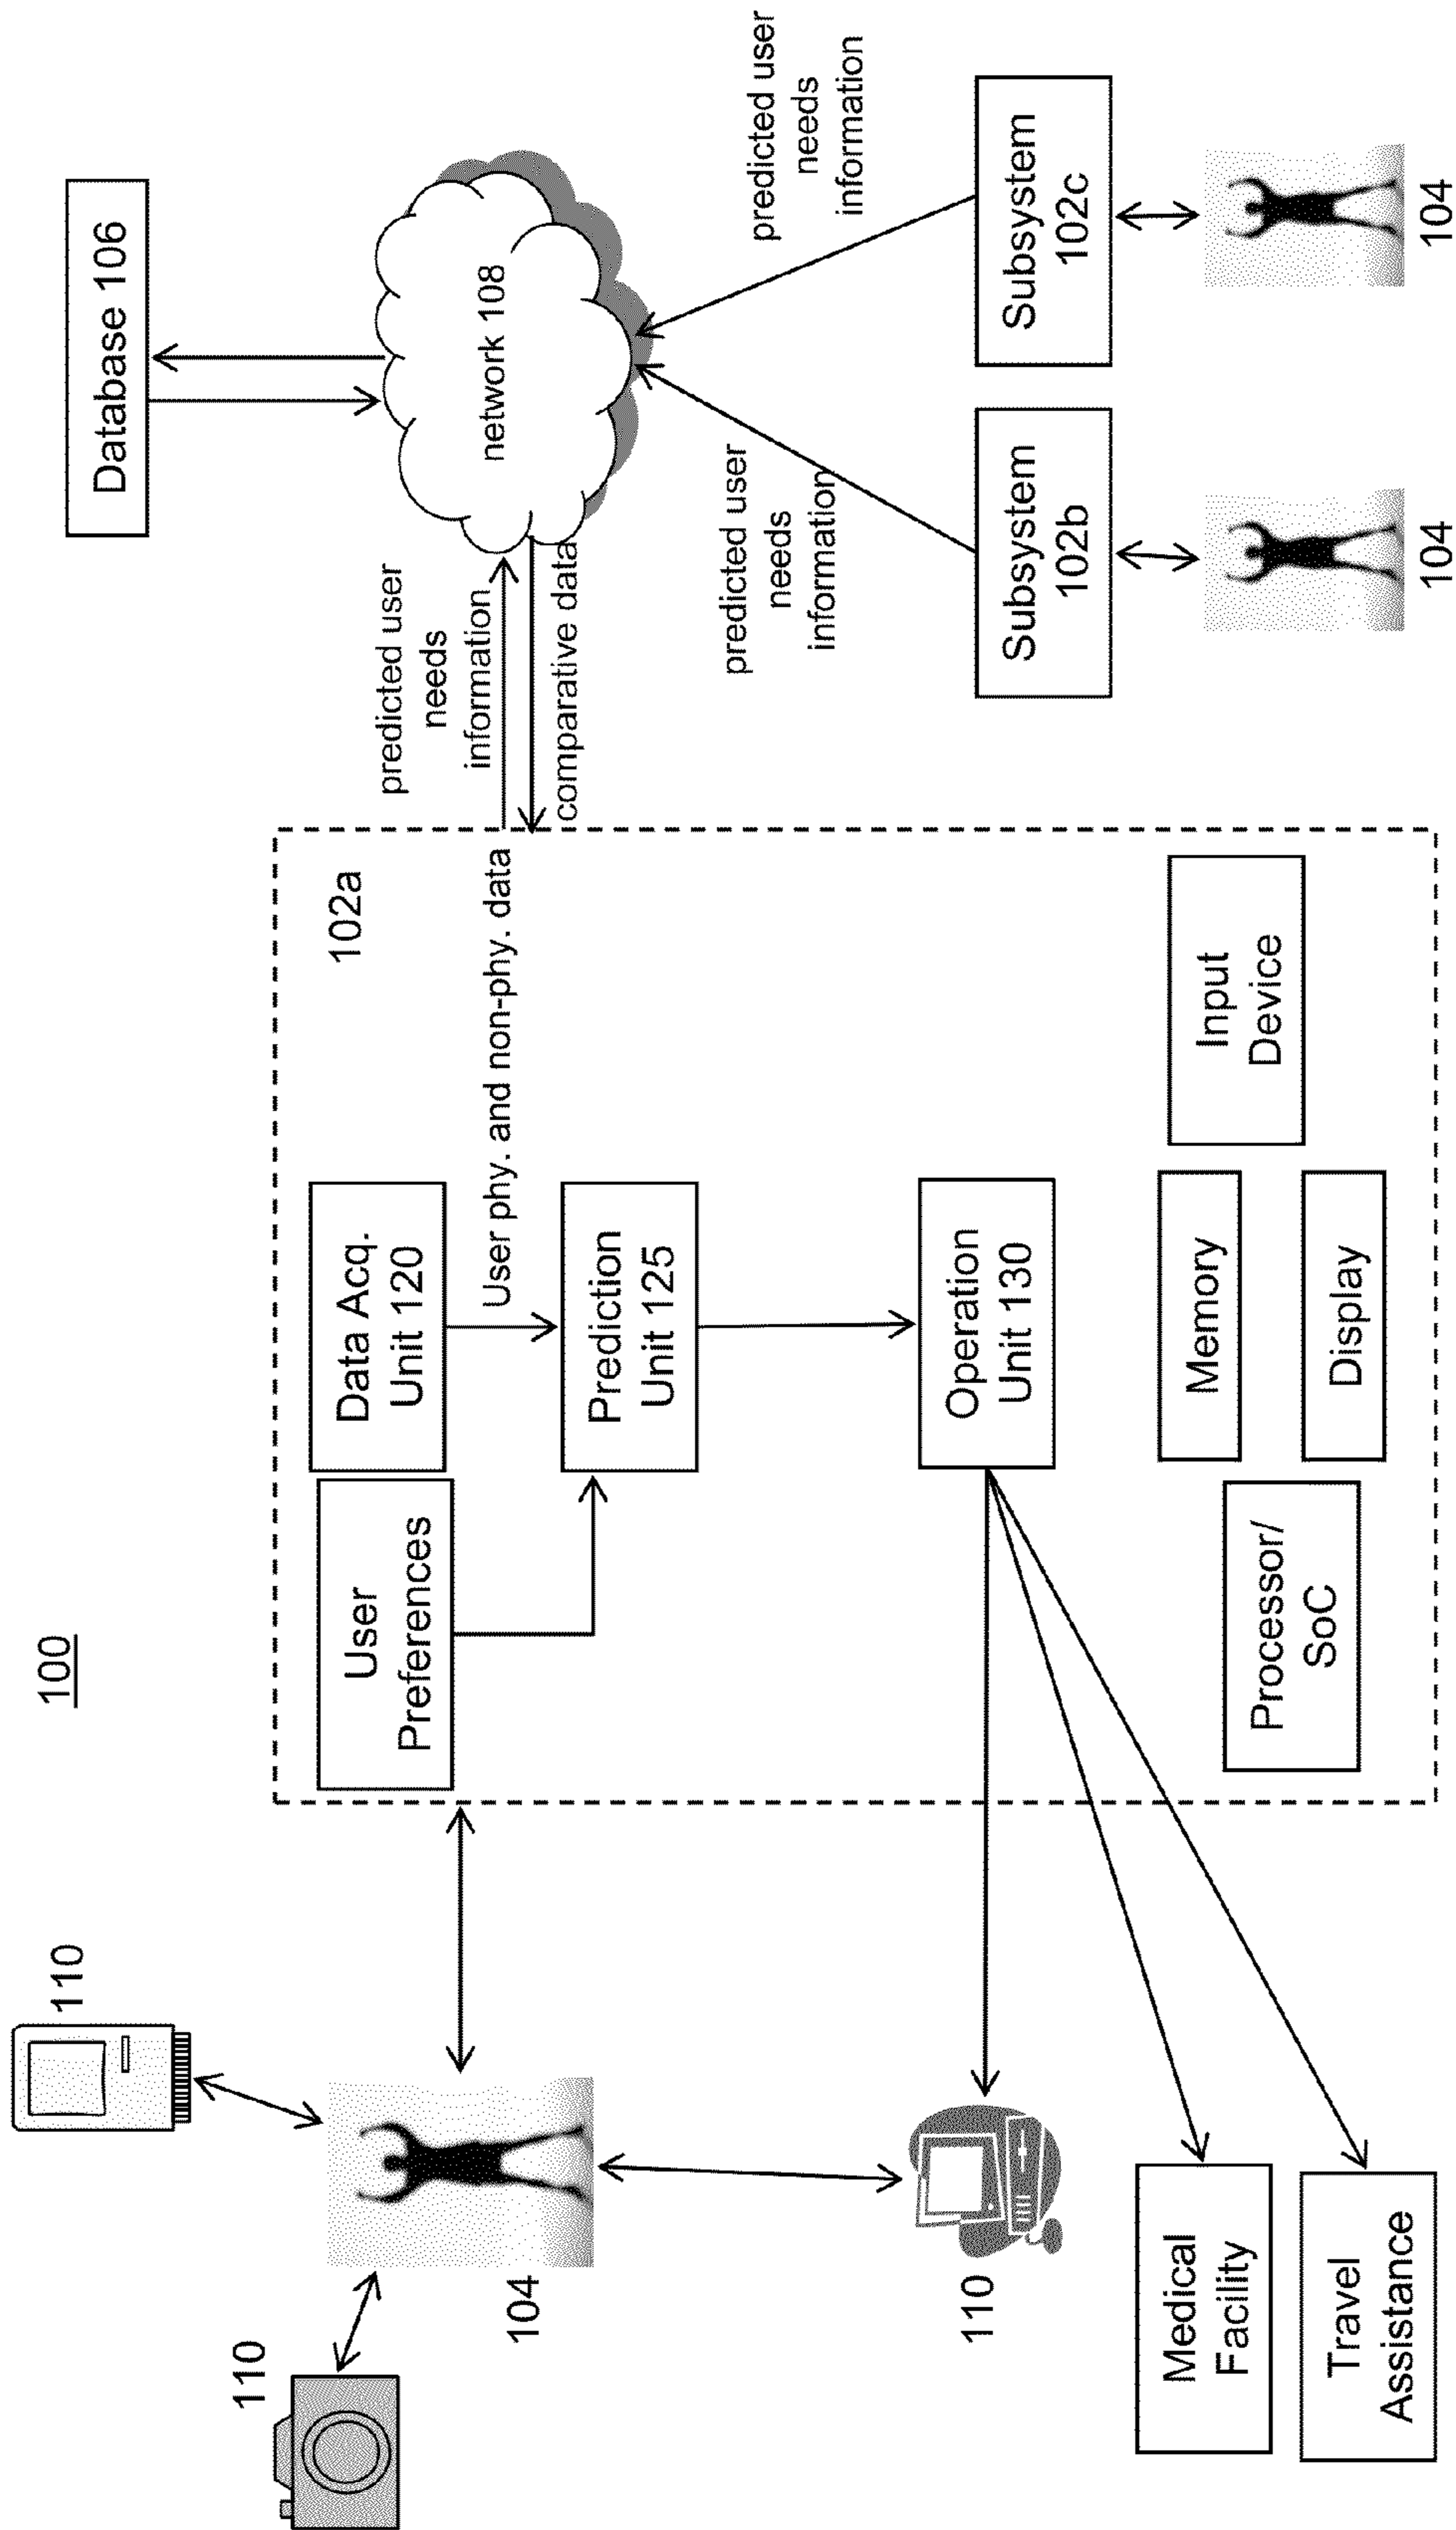 100
110
110
104
110
Medical
Facility
Travel
Assistance
102a
User
Preferences
Data Acq.
Unit 120
User phy. and non-phy. data
Prediction
Unit 125
Operation
Unit 130
Processor/
SoC
Memory
Display
Input
Device
predicted user
needs
information
comparative data
Database 106
network 108
predicted user
needs
information
predicted user
needs
information
Subsystem
102b
Subsystem
102c
104
104